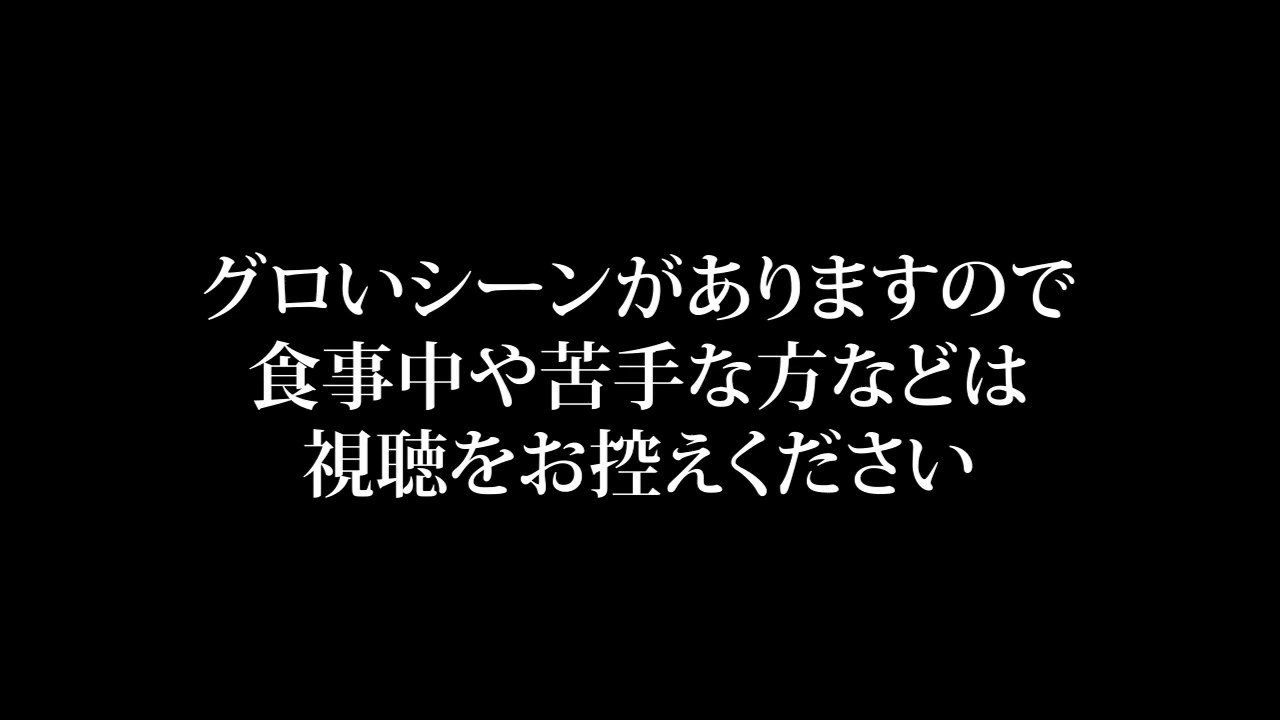 グロいシーンがありますので
食事中や苦手な方などは
視聴をお控えください